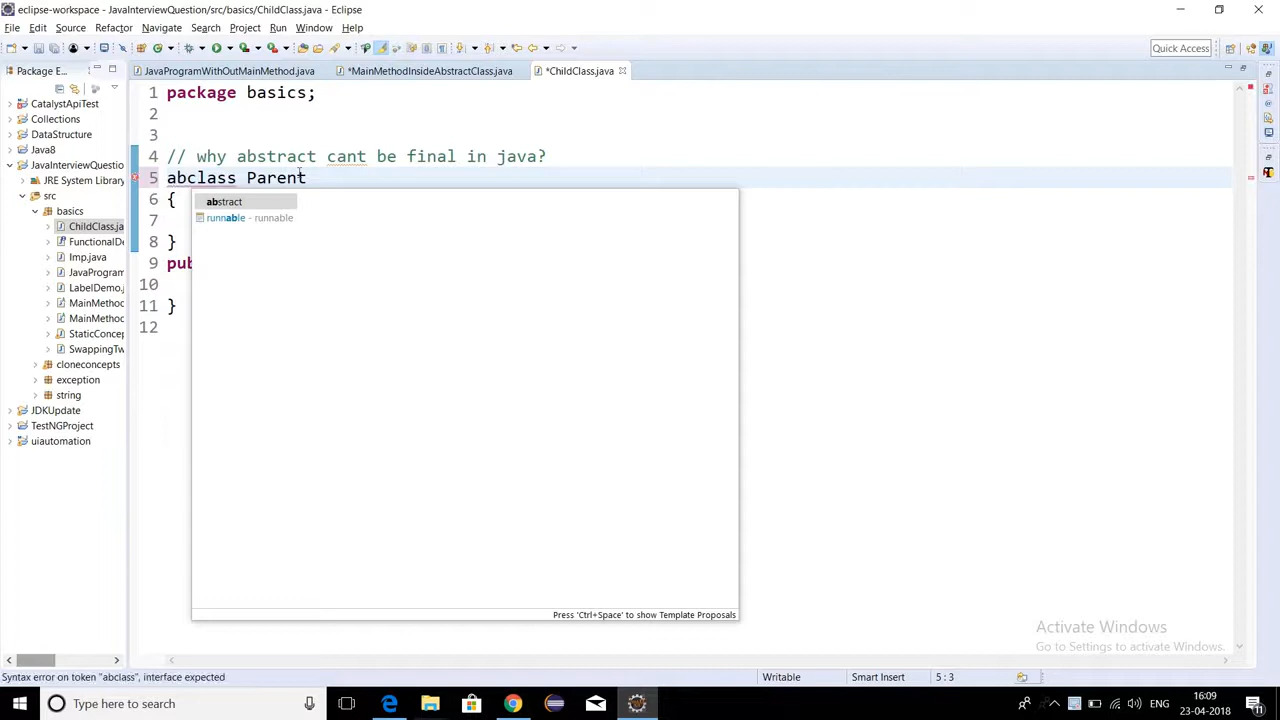 eclipse-workspace - JavaInterviewQuestion/src/basics/ChildClass.java - Eclipse
File Edit Source Refactor Navigate Search Project Run Window Help
Quick Access
Package E...
JavaProgramWithOutMainMethod.java
*MainMethodInsideAbstractClass.java
*ChildClass.java
CatalystApiTest
Collections
DataStructure
Java8
JavaInterviewQuestio
JRE System Library
src
basics
ChildClass.ja
FunctionalDe
Imp.java
JavaProgram
LabelDemo.j
MainMethod
MainMethod
StaticConcep
SwappingTw
cloneconcepts
exception
string
JDKUpdate
TestNGProject
uiautomation
1 package basics;
2
3
4 // why abstract cant be final in java?
5 abclass Parent
6 {
7
8 }
9 pub
10
11 }
12
abstract
runnable - runnable
Press 'Ctrl+Space' to show Template Proposals
Activate Windows
Go to Settings to activate Windows.
Syntax error on token "abclass", interface expected
Writable
Smart Insert
5 : 3
Type here to search
ENG
16:09
23-04-2018